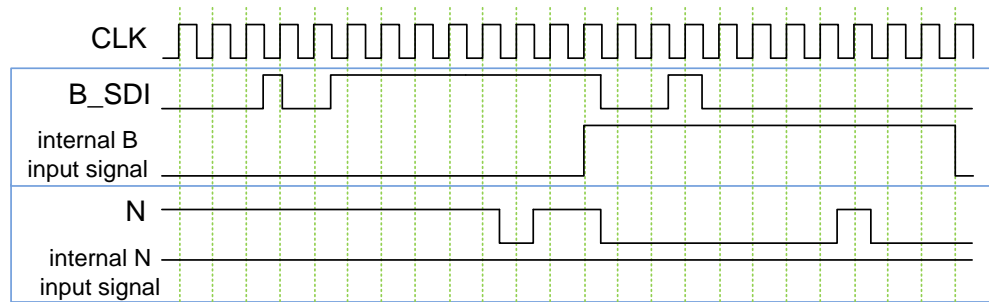 CLK
B_SDI
internal B
input signal
N
internal N
input signal